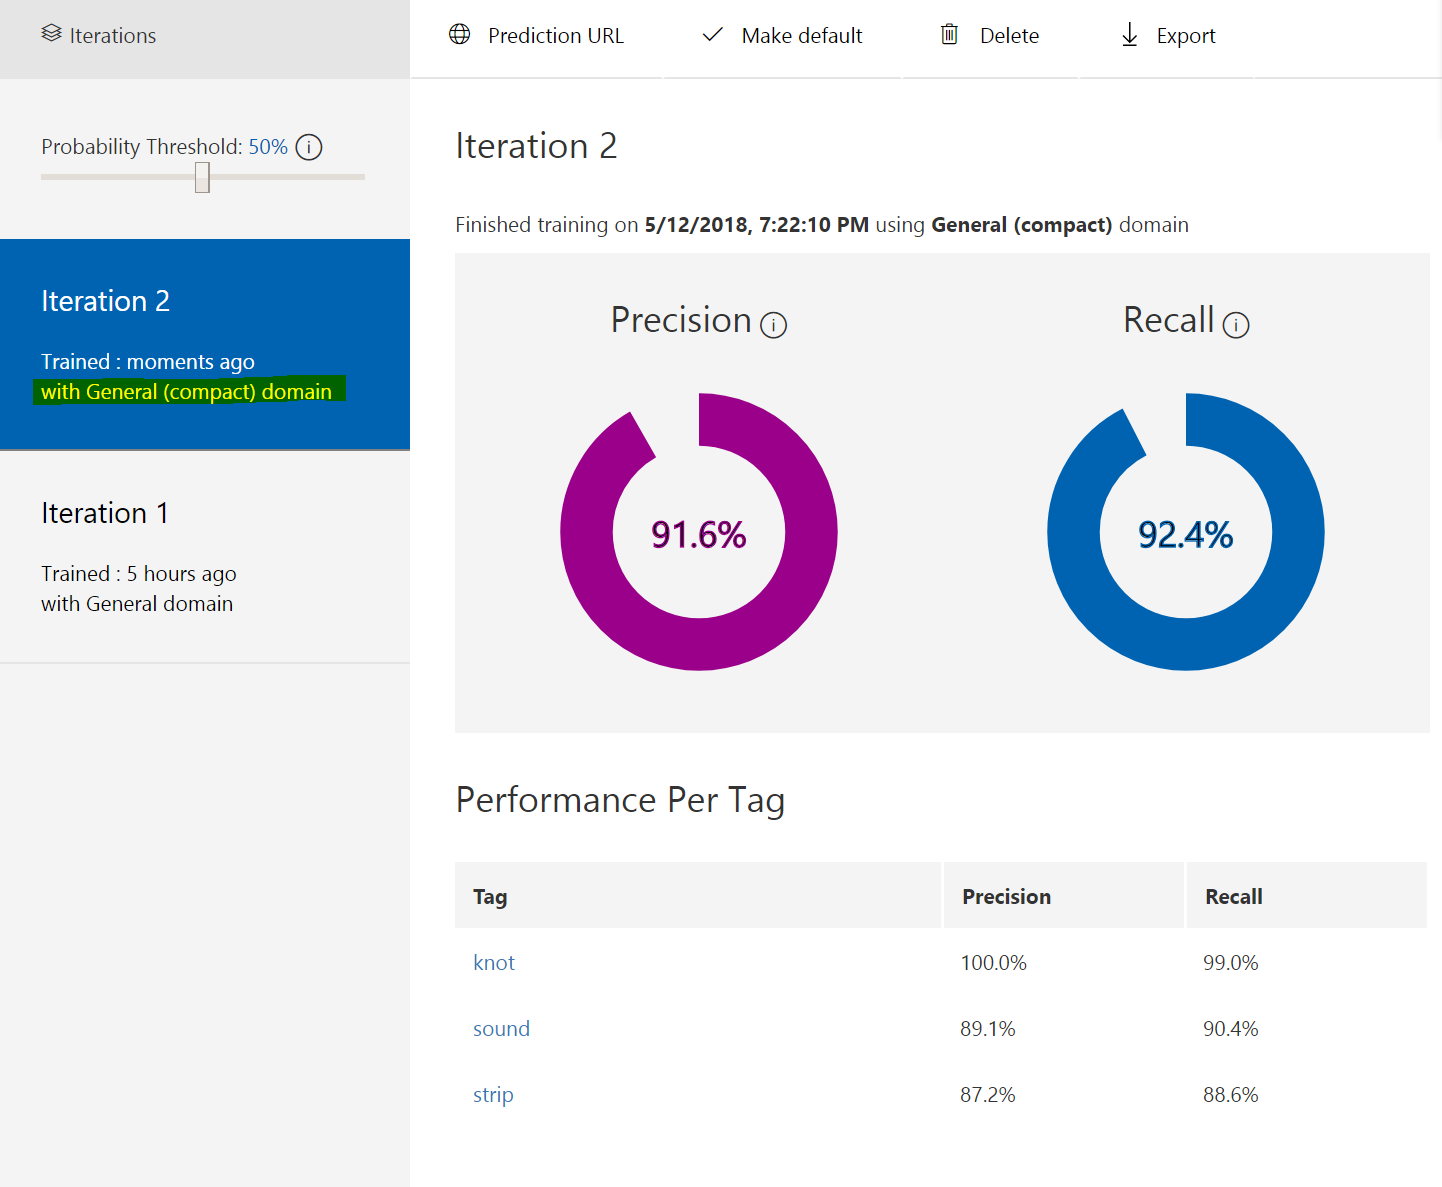 Iterations
Prediction URL
Make default
Delete
Export
Probability Threshold: 50%
Iteration 2
Trained : moments ago
with General (compact) domain
Iteration 1
Trained : 5 hours ago
with General domain
Iteration 2
Finished training on 5/12/2018, 7:22:10 PM using General (compact) domain
Precision
Recall
91.6%
92.4%
Performance Per Tag
Tag Precision Recall
knot 100.0% 99.0%
sound 89.1% 90.4%
strip 87.2% 88.6%